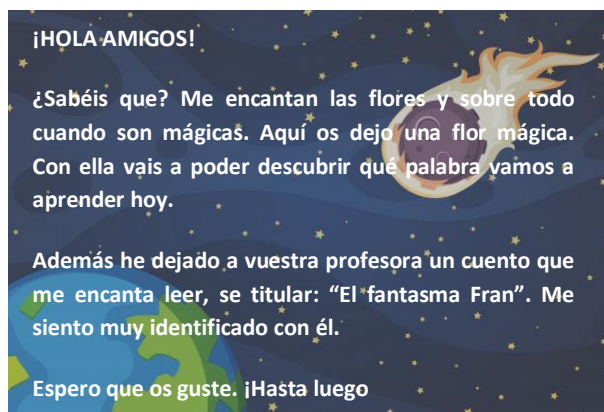 ¡HOLA AMIGOS!
¿Sabéis que? Me encantan las flores y sobre todo
cuando son mágicas. Aquí os dejo una flor mágica.
Con ella vais a poder descubrir qué palabra vamos a
aprender hoy.
Además he dejado a vuestra profesora un cuento que
me encanta leer, se titular: “El fantasma Fran”. Me
siento muy identificado con él.
Espero que os guste. ¡Hasta luego